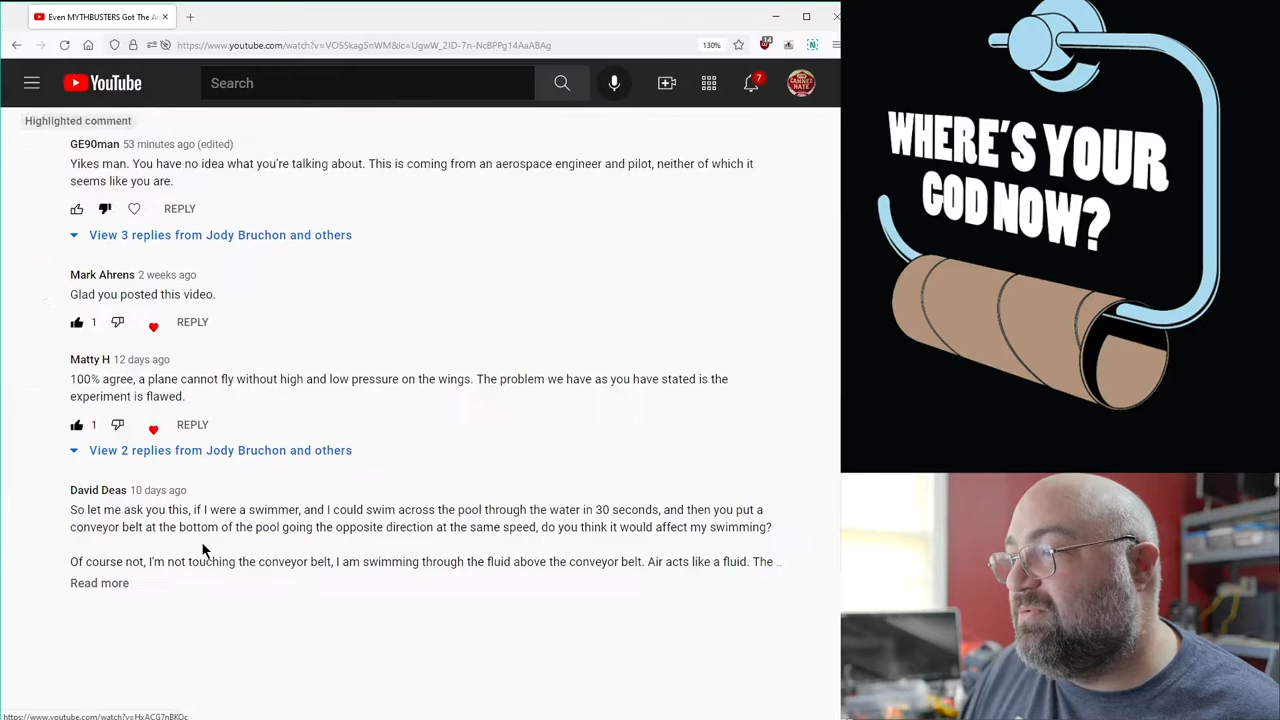 Even MYTHBUSTERS Got The A
https://www.youtube.com/watch?v=VO5Skag5nWM&lc=UgwW_2ID-7n-NcBPPg14AaABAg
130%
14
YouTube
Search
7
Highlighted comment
GE90man 53 minutes ago (edited)
Yikes man. You have no idea what you're talking about. This is coming from an aerospace engineer and pilot, neither of which it
seems like you are.
REPLY
View 3 replies from Jody Bruchon and others
Mark Ahrens 2 weeks ago
Glad you posted this video.
1 REPLY
Matty H 12 days ago
100% agree, a plane cannot fly without high and low pressure on the wings. The problem we have as you have stated is the
experiment is flawed.
1 REPLY
View 2 replies from Jody Bruchon and others
David Deas 10 days ago
So let me ask you this, if I were a swimmer, and I could swim across the pool through the water in 30 seconds, and then you put a
conveyor belt at the bottom of the pool going the opposite direction at the same speed, do you think it would affect my swimming?
Of course not, I'm not touching the conveyor belt, I am swimming through the fluid above the conveyor belt. Air acts like a fluid. The ..
Read more
https://www.youtube.com/watch?v=HxACG7nBKQc
WHERE'S YOUR
GOD NOW?